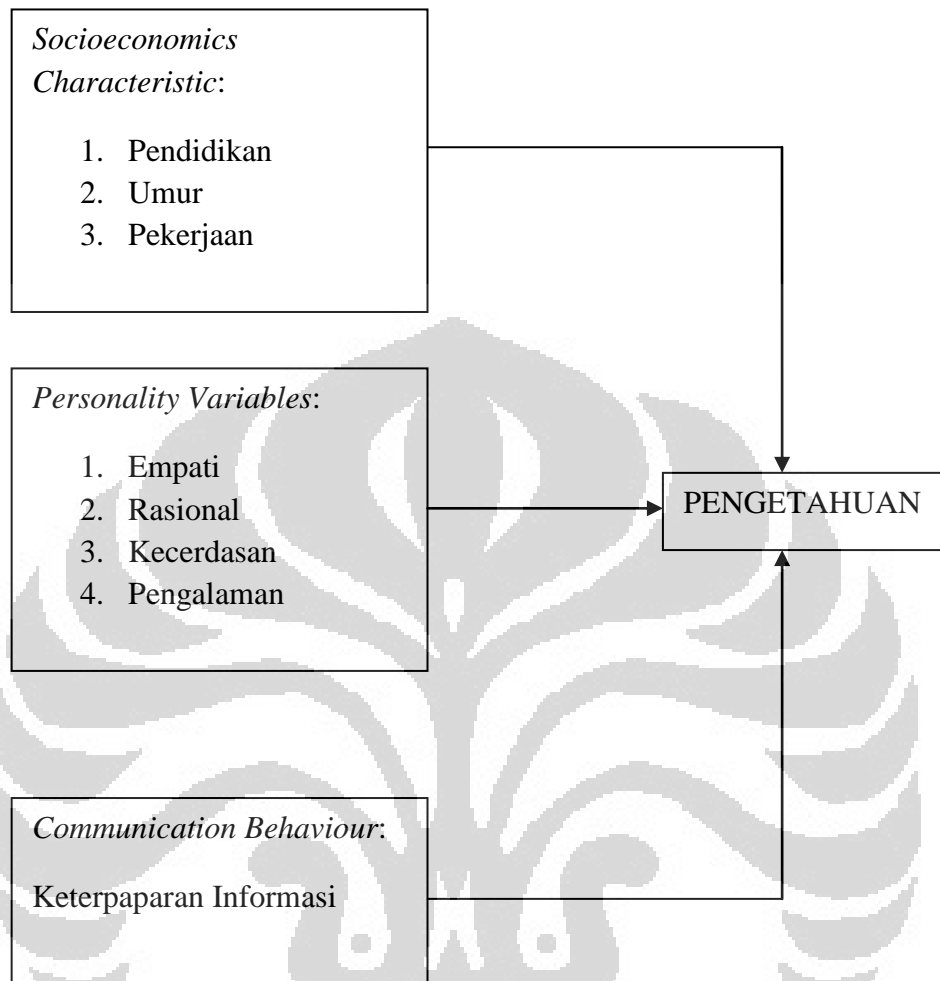 Socioeconomics
Characteristic:
1. Pendidikan
2. Umur
3. Pekerjaan
Personality Variables:
1. Empati
2. Rasional
3. Kecerdasan
4. Pengalaman
PENGETAHUAN
Communication Behaviour:
Keterpaparan Informasi